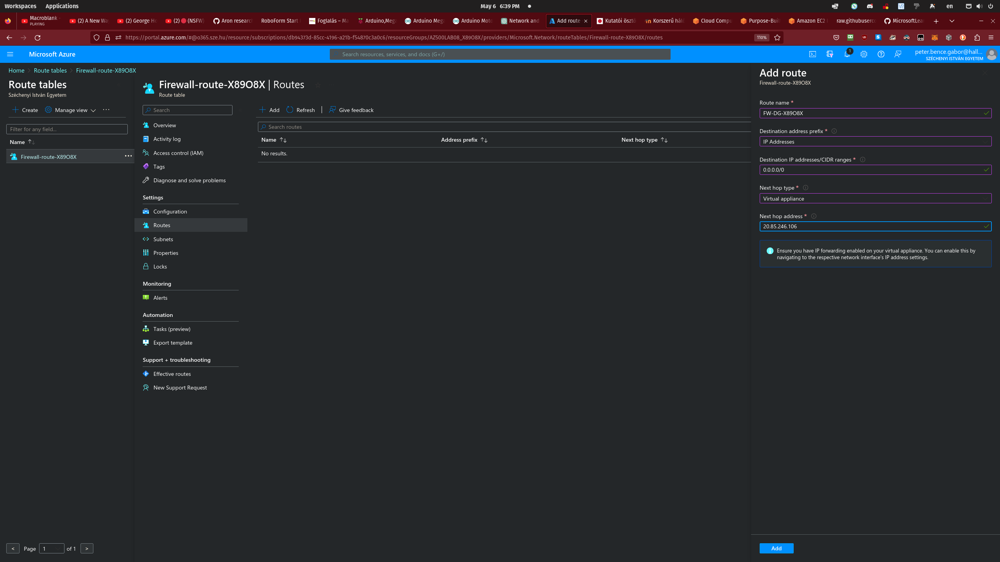 Workspaces Applications May 6 6:39 PM en
Macroblank -
PLAYING
(2) A New Wa
(2) George Ho
(2) (NSFW)
Aron research
RoboForm Start
Foglalás – Ma
Arduino,Mega
Arduino Mega
Arduino Moto
Network and
Add route
Kutatói ösztö
Korszerű háló
Cloud Compu
Purpose-Buil
Amazon EC2
raw.githubuserco
MicrosoftLear
https://portal.azure.com/#@o365.sze.hu/resource/subscriptions/db94373d-85cc-4196-a21b-f54870c3a0c6/resourceGroups/AZ500LAB08_X89O8X/providers/Microsoft.Network/routeTables/Firewall-route-X89O8X/routes
110%
Microsoft Azure
Search resources, services, and docs (G+/)
1
peter.bence.gabor@hall...
SZÉCHENYI ISTVÁN EGYETEM
Home > Route tables > Firewall-route-X89O8X
Route tables
Széchenyi István Egyetem
Create
Manage view
Filter for any field...
Name
Firewall-route-X89O8X
< Page 1 of 1 >
Firewall-route-X89O8X | Routes
Route table
Search
Overview
Activity log
Access control (IAM)
Tags
Diagnose and solve problems
Settings
Configuration
Routes
Subnets
Properties
Locks
Monitoring
Alerts
Automation
Tasks (preview)
Export template
Support + troubleshooting
Effective routes
New Support Request
Add
Refresh
Give feedback
Search routes
Name
Address prefix
Next hop type
No results.
Add route
Firewall-route-X89O8X
Route name *
FW-DG-X89O8X
Destination address prefix *
IP Addresses
Destination IP addresses/CIDR ranges *
0.0.0.0/0
Next hop type *
Virtual appliance
Next hop address *
20.85.246.106
Ensure you have IP forwarding enabled on your virtual appliance. You can enable this by
navigating to the respective network interface's IP address settings.
Add